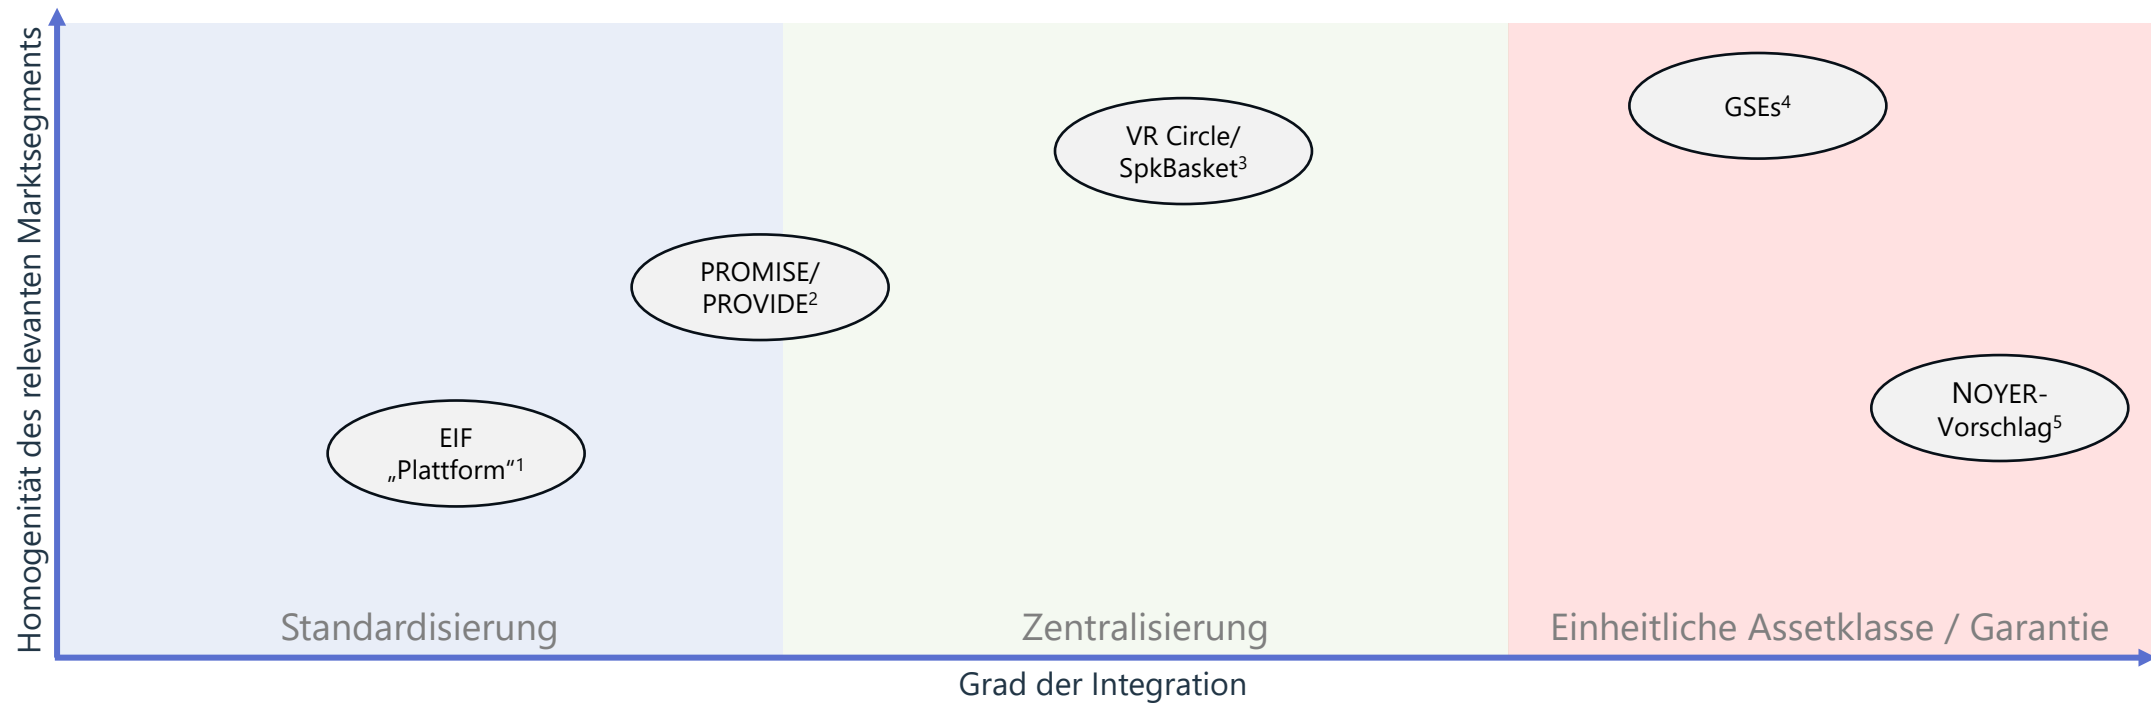 Homogenität des relevanten Marktsegments
GSEs⁴
VR Circle/
SpkBasket³
PROMISE/
PROVIDE²
NOYER-
Vorschlag⁵
EIF
„Plattform“¹
Standardisierung
Zentralisierung
Einheitliche Assetklasse / Garantie
Grad der Integration